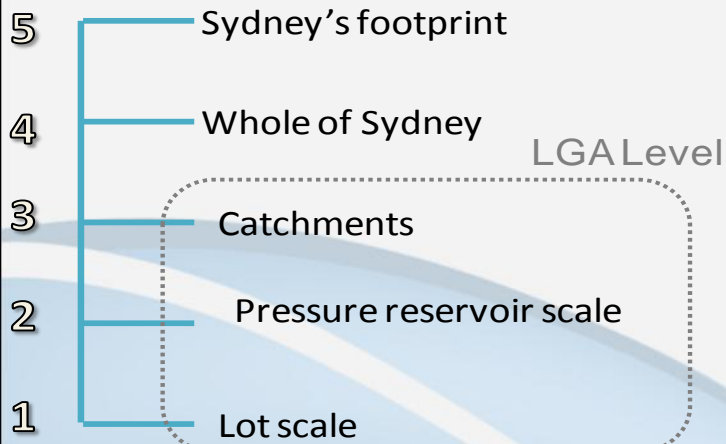 5 Sydney's footprint
4 Whole of Sydney
LGA Level
3 Catchments
2 Pressure reservoir scale
1 Lot scale